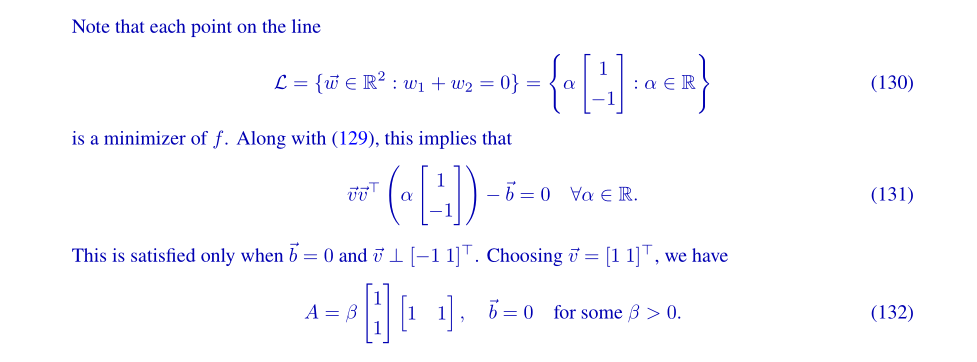 Note that each point on the line
$$\mathcal{L} = \{\vec{w} \in \mathbb{R}^2 : w_1 + w_2 = 0\} = \left\{ \alpha \begin{bmatrix} 1 \\ -1 \end{bmatrix} : \alpha \in \mathbb{R} \right\} \quad (130)$$
is a minimizer of $f$. Along with (129), this implies that
$$\vec{v}\vec{v}^\top \left( \alpha \begin{bmatrix} 1 \\ -1 \end{bmatrix} \right) - \vec{b} = 0 \quad \forall \alpha \in \mathbb{R}. \quad (131)$$
This is satisfied only when $\vec{b} = 0$ and $\vec{v} \perp [-1\ 1]^\top$. Choosing $\vec{v} = [1\ 1]^\top$, we have
$$A = \beta \begin{bmatrix} 1 \\ 1 \end{bmatrix} \begin{bmatrix} 1 & 1 \end{bmatrix}, \quad \vec{b} = 0 \quad \text{for some } \beta > 0. \quad (132)$$